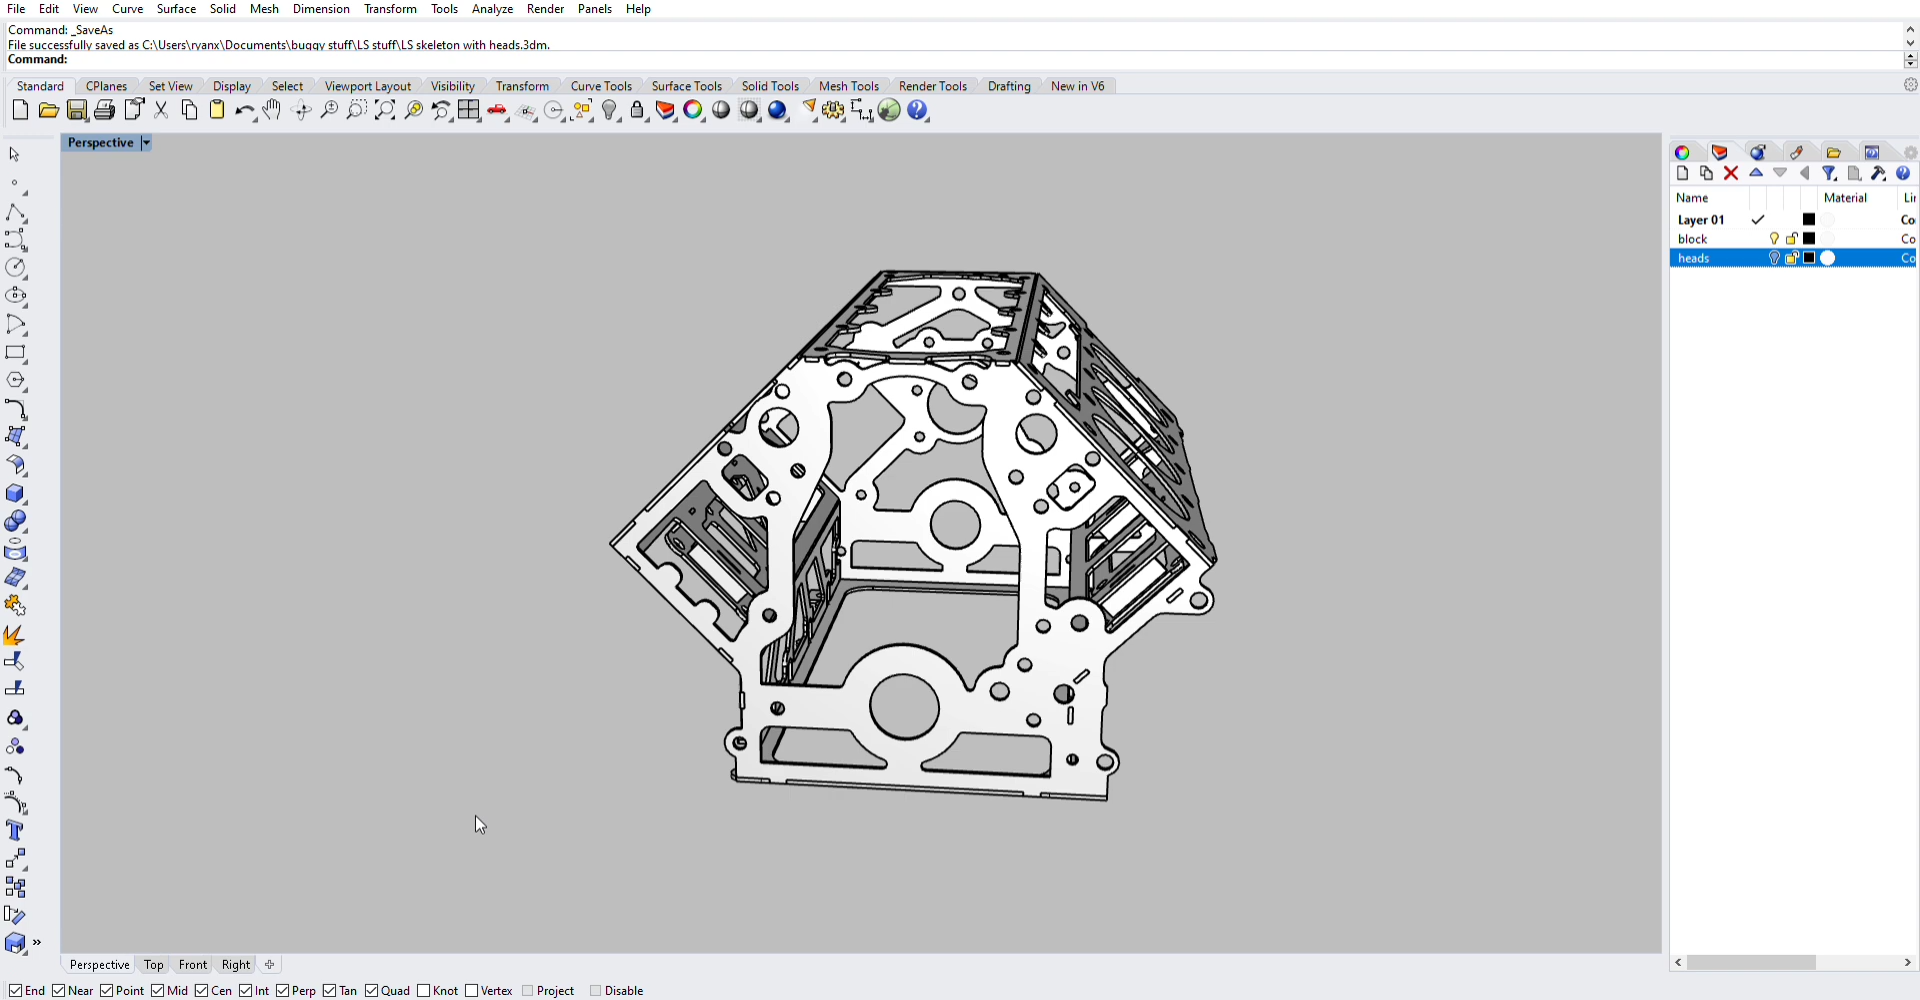 File Edit View Curve Surface Solid Mesh Dimension Transform Tools Analyze Render Panels Help
Command: _SaveAs
File successfully saved as C:\Users\ryanx\Documents\buggy stuff\LS stuff\LS skeleton with heads.3dm.
Command:
Standard CPlanes Set View Display Select Viewport Layout Visibility Transform Curve Tools Surface Tools Solid Tools Mesh Tools Render Tools Drafting New in V6
Perspective
Name Material Lir
Layer 01 Co
block Co
heads Co
Perspective Top Front Right
End Near Point Mid Cen Int Perp Tan Quad Knot Vertex Project Disable